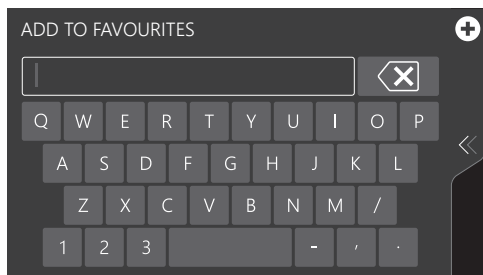 ADD TO FAVOURITES
Q W E R T Y U I O P
A S D F G H J K L
Z X C V B N M /
1 2 3 - , .